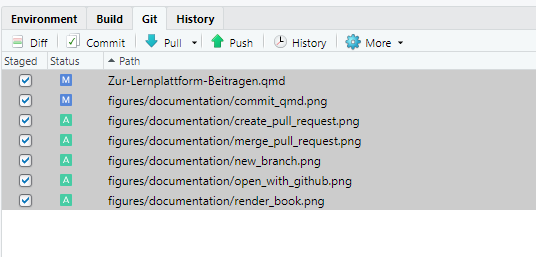 Environment Build Git History
Diff Commit Pull Push History More
Staged Status Path
M Zur-Lernplattform-Beitragen.qmd
M figures/documentation/commit_qmd.png
A figures/documentation/create_pull_request.png
A figures/documentation/merge_pull_request.png
A figures/documentation/new_branch.png
A figures/documentation/open_with_github.png
A figures/documentation/render_book.png